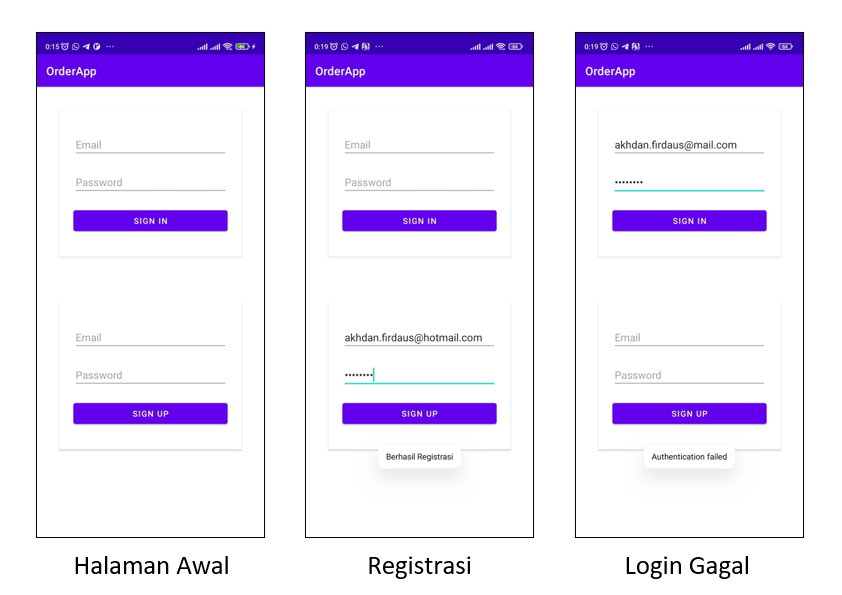 0:15
OrderApp
Email
Password
SIGN IN
Email
Password
SIGN UP
Halaman Awal
0:19
OrderApp
Email
Password
SIGN IN
akhdan.firdaus@hotmail.com
••••••••
SIGN UP
Berhasil Registrasi
Registrasi
0:19
OrderApp
akhdan.firdaus@mail.com
••••••••
SIGN IN
Email
Password
SIGN UP
Authentication failed
Login Gagal